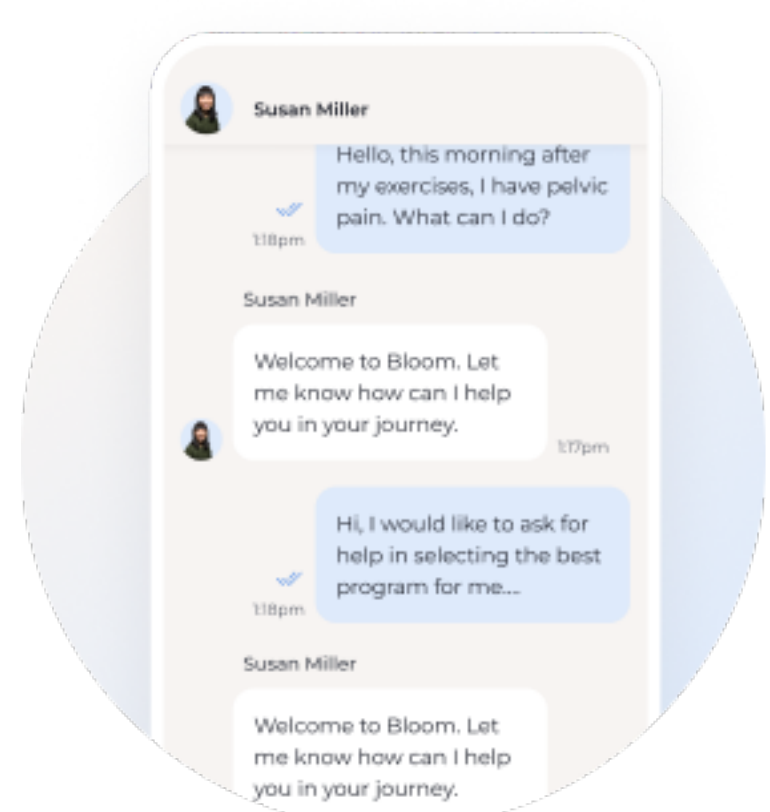 Susan Miller
Hello, this morning after
my exercises, I have pelvic
pain. What can I do?
1:18pm
Susan Miller
Welcome to Bloom. Let
me know how can I help
you in your journey.
1:17pm
Hi, I would like to ask for
help in selecting the best
program for me...
1:18pm
Susan Miller
Welcome to Bloom. Let
me know how can I help
you in your journey.